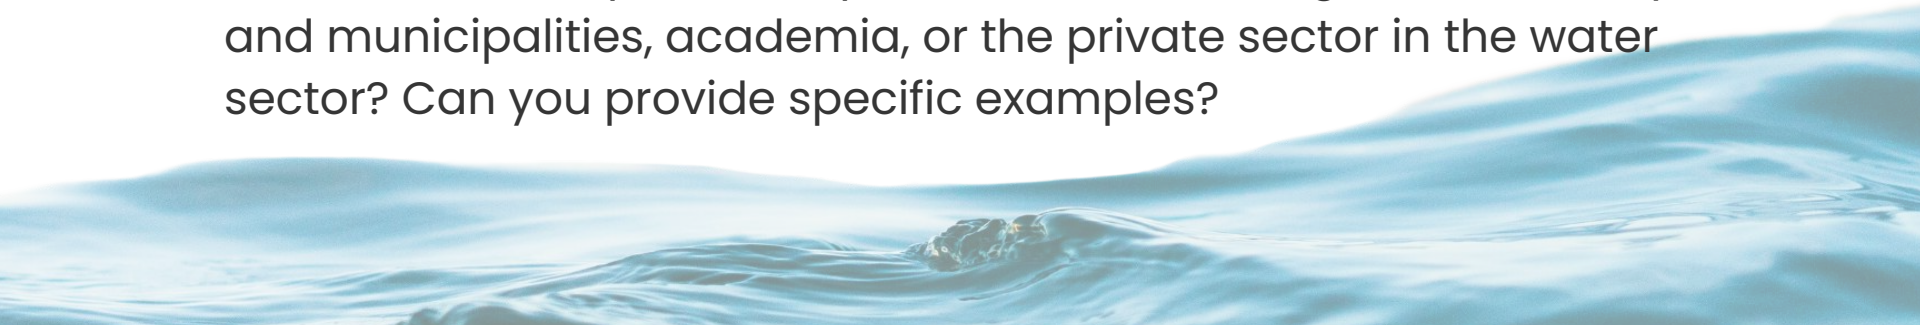 and municipalities, academia, or the private sector in the water
sector? Can you provide specific examples?